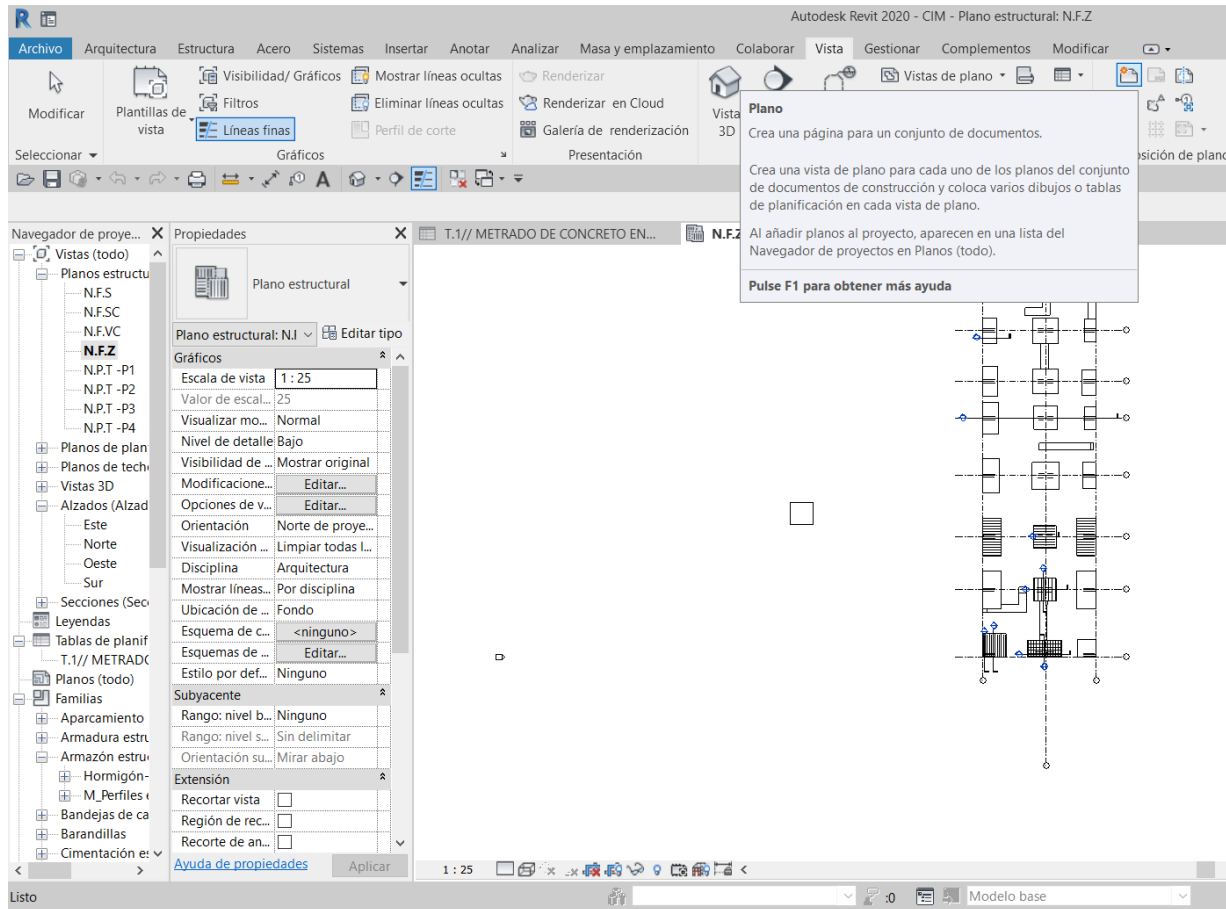 Autodesk Revit 2020 - CIM - Plano estructural: N.F.Z
Archivo Arquitectura Estructura Acero Sistemas Insertar Anotar Analizar Masa y emplazamiento Colaborar Vista Gestionar Complementos Modificar
Modificar
Plantillas de
vista
Visibilidad/ Gráficos
Filtros
Líneas finas
Mostrar líneas ocultas
Eliminar líneas ocultas
Perfil de corte
Renderizar
Renderizar en Cloud
Galería de renderización
Vista
3D
Vistas de plano
Seleccionar
Gráficos
Presentación
sición de plano
Plano
Crea una página para un conjunto de documentos.
Crea una vista de plano para cada uno de los planos del conjunto
de documentos de construcción y coloca varios dibujos o tablas
de planificación en cada vista de plano.
Al añadir planos al proyecto, aparecen en una lista del
Navegador de proyectos en Planos (todo).
Pulse F1 para obtener más ayuda
Navegador de proye...
Vistas (todo)
Planos estructu
N.F.S
N.F.SC
N.F.VC
N.F.Z
N.P.T -P1
N.P.T -P2
N.P.T -P3
N.P.T -P4
Planos de plan
Planos de tech
Vistas 3D
Alzados (Alzad
Este
Norte
Oeste
Sur
Secciones (Sec
Leyendas
Tablas de planif
T.1// METRAD
Planos (todo)
Familias
Aparcamiento
Armadura estru
Armazón estru
Hormigón-
M_Perfiles
Bandejas de ca
Barandillas
Cimentación es
Propiedades
Plano estructural
Plano estructural: N.I
Editar tipo
Gráficos
Escala de vista 1 : 25
Valor de escal... 25
Visualizar mo... Normal
Nivel de detalle Bajo
Visibilidad de ... Mostrar original
Modificacione... Editar...
Opciones de v... Editar...
Orientación Norte de proye...
Visualización ... Limpiar todas l...
Disciplina Arquitectura
Mostrar líneas... Por disciplina
Ubicación de ... Fondo
Esquema de c... <ninguno>
Esquemas de ... Editar...
Estilo por def... Ninguno
Subyacente
Rango: nivel b... Ninguno
Rango: nivel s... Sin delimitar
Orientación su... Mirar abajo
Extensión
Recortar vista
Región de rec...
Recorte de an...
Ayuda de propiedades
Aplicar
T.1// METRADO DE CONCRETO EN...
N.F.Z
1 : 25
Listo
:0
Modelo base